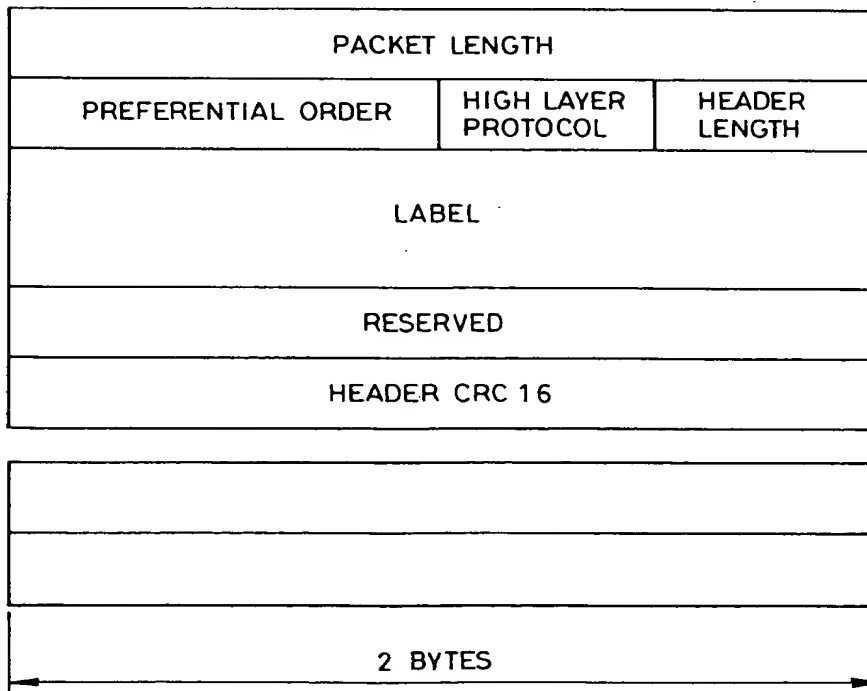 PACKET LENGTH
PREFERENTIAL ORDER
HIGH LAYER
PROTOCOL
HEADER
LENGTH
LABEL
RESERVED
HEADER CRC 16
2 BYTES